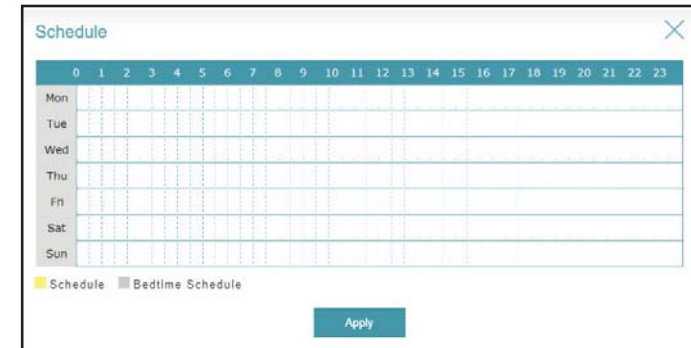 Schedule
0 1 2 3 4 5 6 7 8 9 10 11 12 13 14 15 16 17 18 19 20 21 22 23
Mon
Tue
Wed
Thu
Fri
Sat
Sun
Schedule Bedtime Schedule
Apply